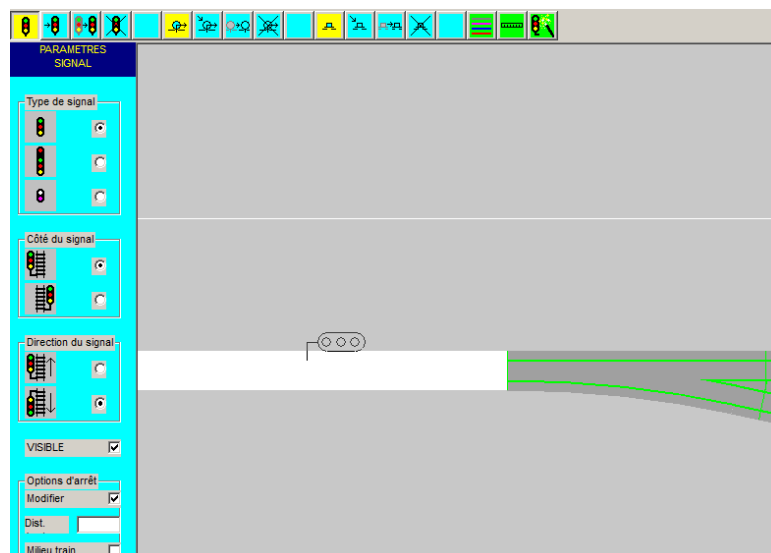 PARAMETRES
SIGNAL
Type de signal
Côté du signal
Direction du signal
VISIBLE
Options d'arrêt
Modifier
Dist.
Milieu train